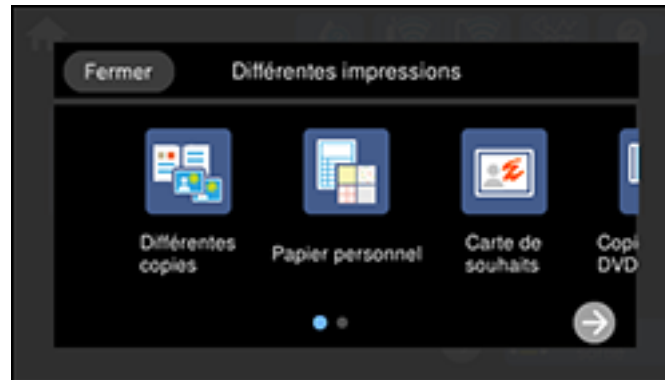 Fermer
Différentes impressions
Différentes
copies
Papier personnel
Carte de
souhaits
Copi
DVD